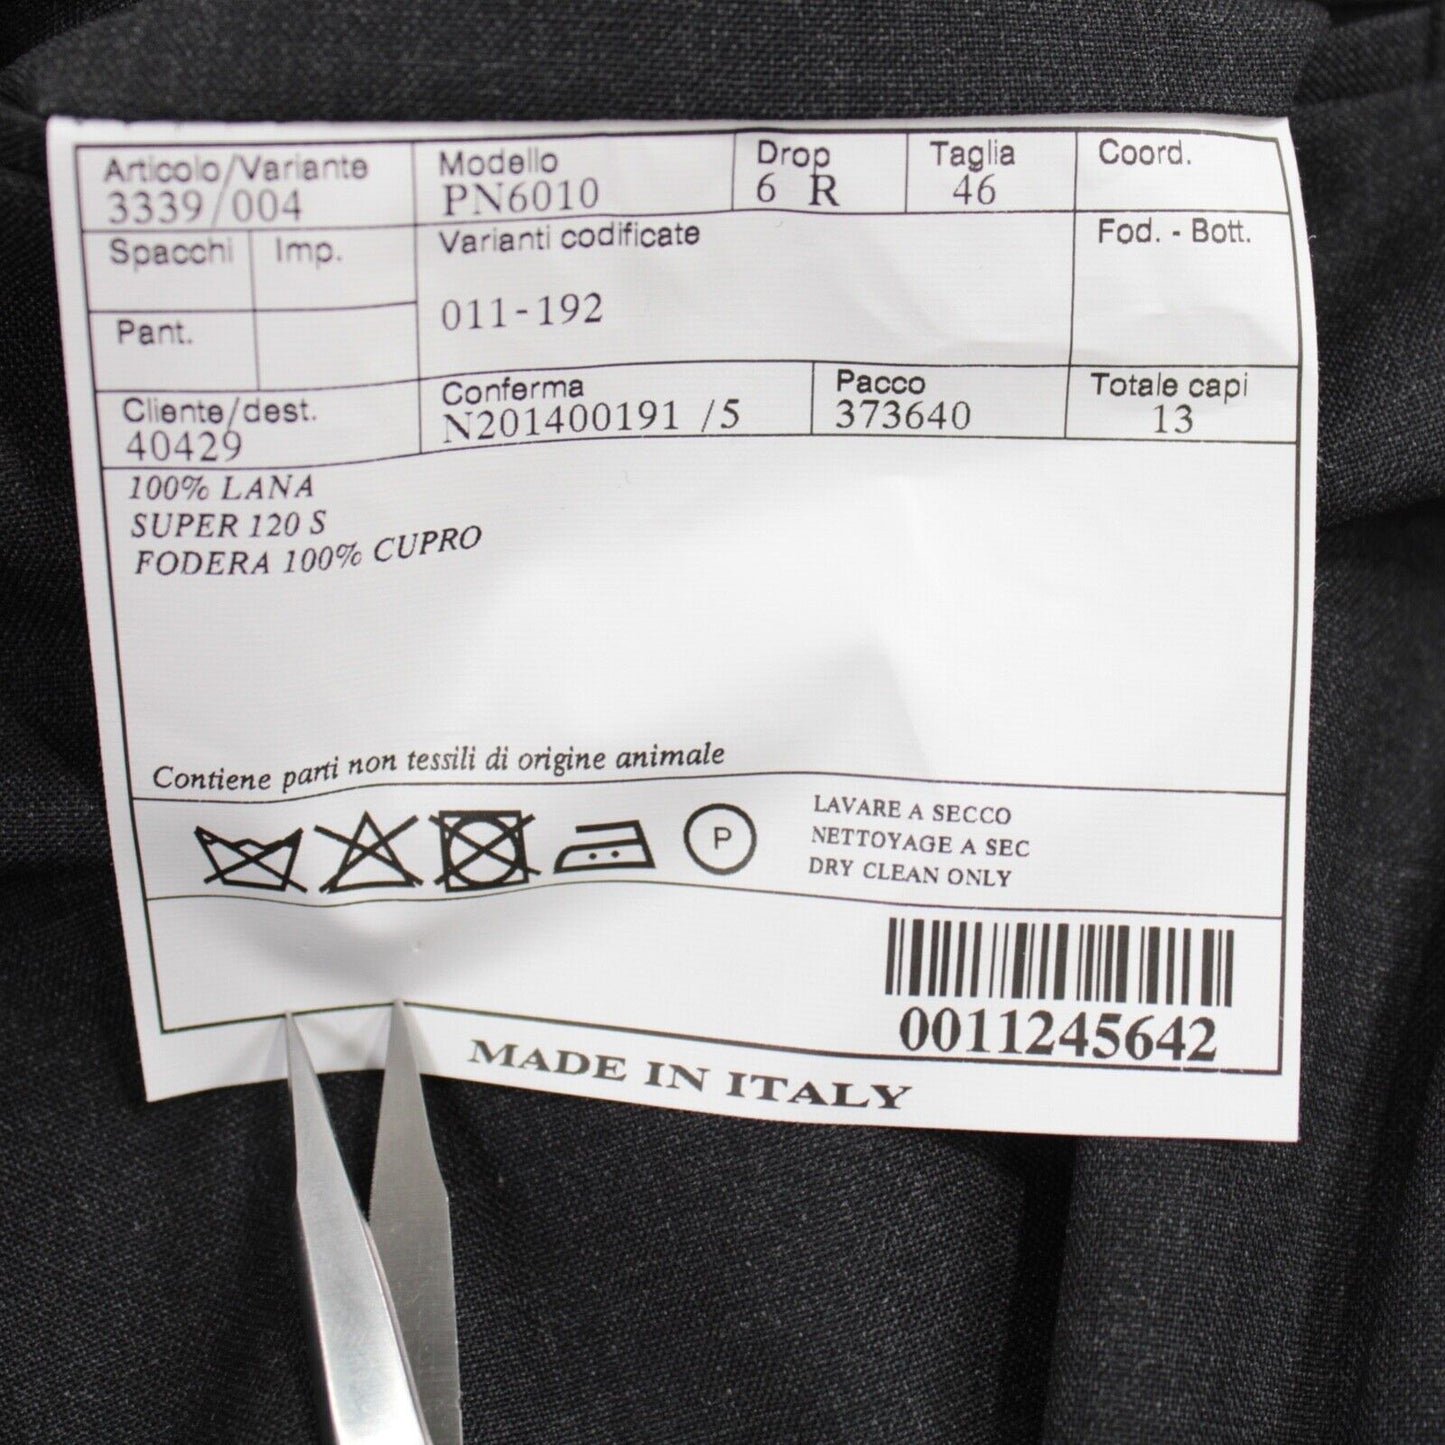 Articolo/Variante Modello Drop Taglia Coord.
3339/004 PN6010 6 R 46
Spacchi Imp. Varianti codificate Fod. - Bott.
011-192
Pant.
Cliente/dest. Conferma Pacco Totale capi
40429 N201400191 /5 373640 13
100% LANA
SUPER 120 S
FODERA 100% CUPRO
Contiene parti non tessili di origine animale
P
LAVARE A SECCO
NETTOYAGE A SEC
DRY CLEAN ONLY
0011245642
MADE IN ITALY